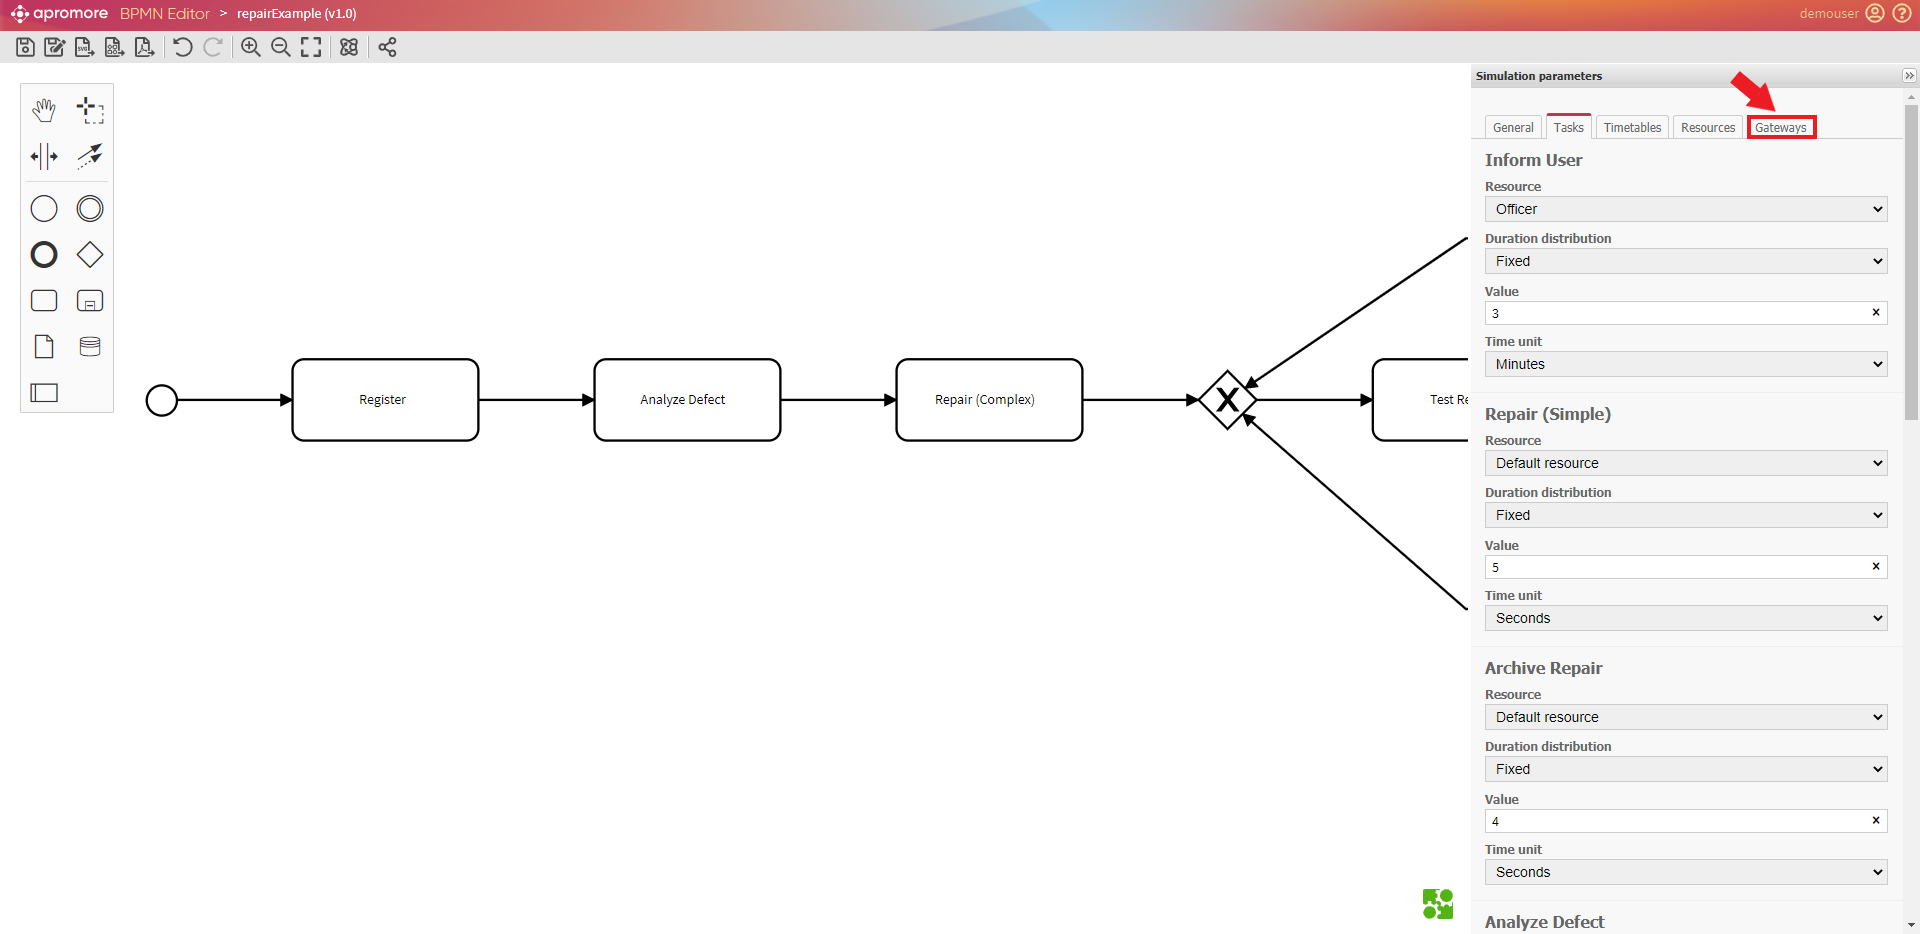 apromore BPMN Editor > repairExample (v1.0)
demouser
Simulation parameters
General Tasks Timetables Resources Gateways
Inform User
Resource
Officer
Duration distribution
Fixed
Value
3
Time unit
Minutes
Repair (Simple)
Resource
Default resource
Duration distribution
Fixed
Value
5
Time unit
Seconds
Archive Repair
Resource
Default resource
Duration distribution
Fixed
Value
4
Time unit
Seconds
Analyze Defect
Register
Analyze Defect
Repair (Complex)
X
Test Re